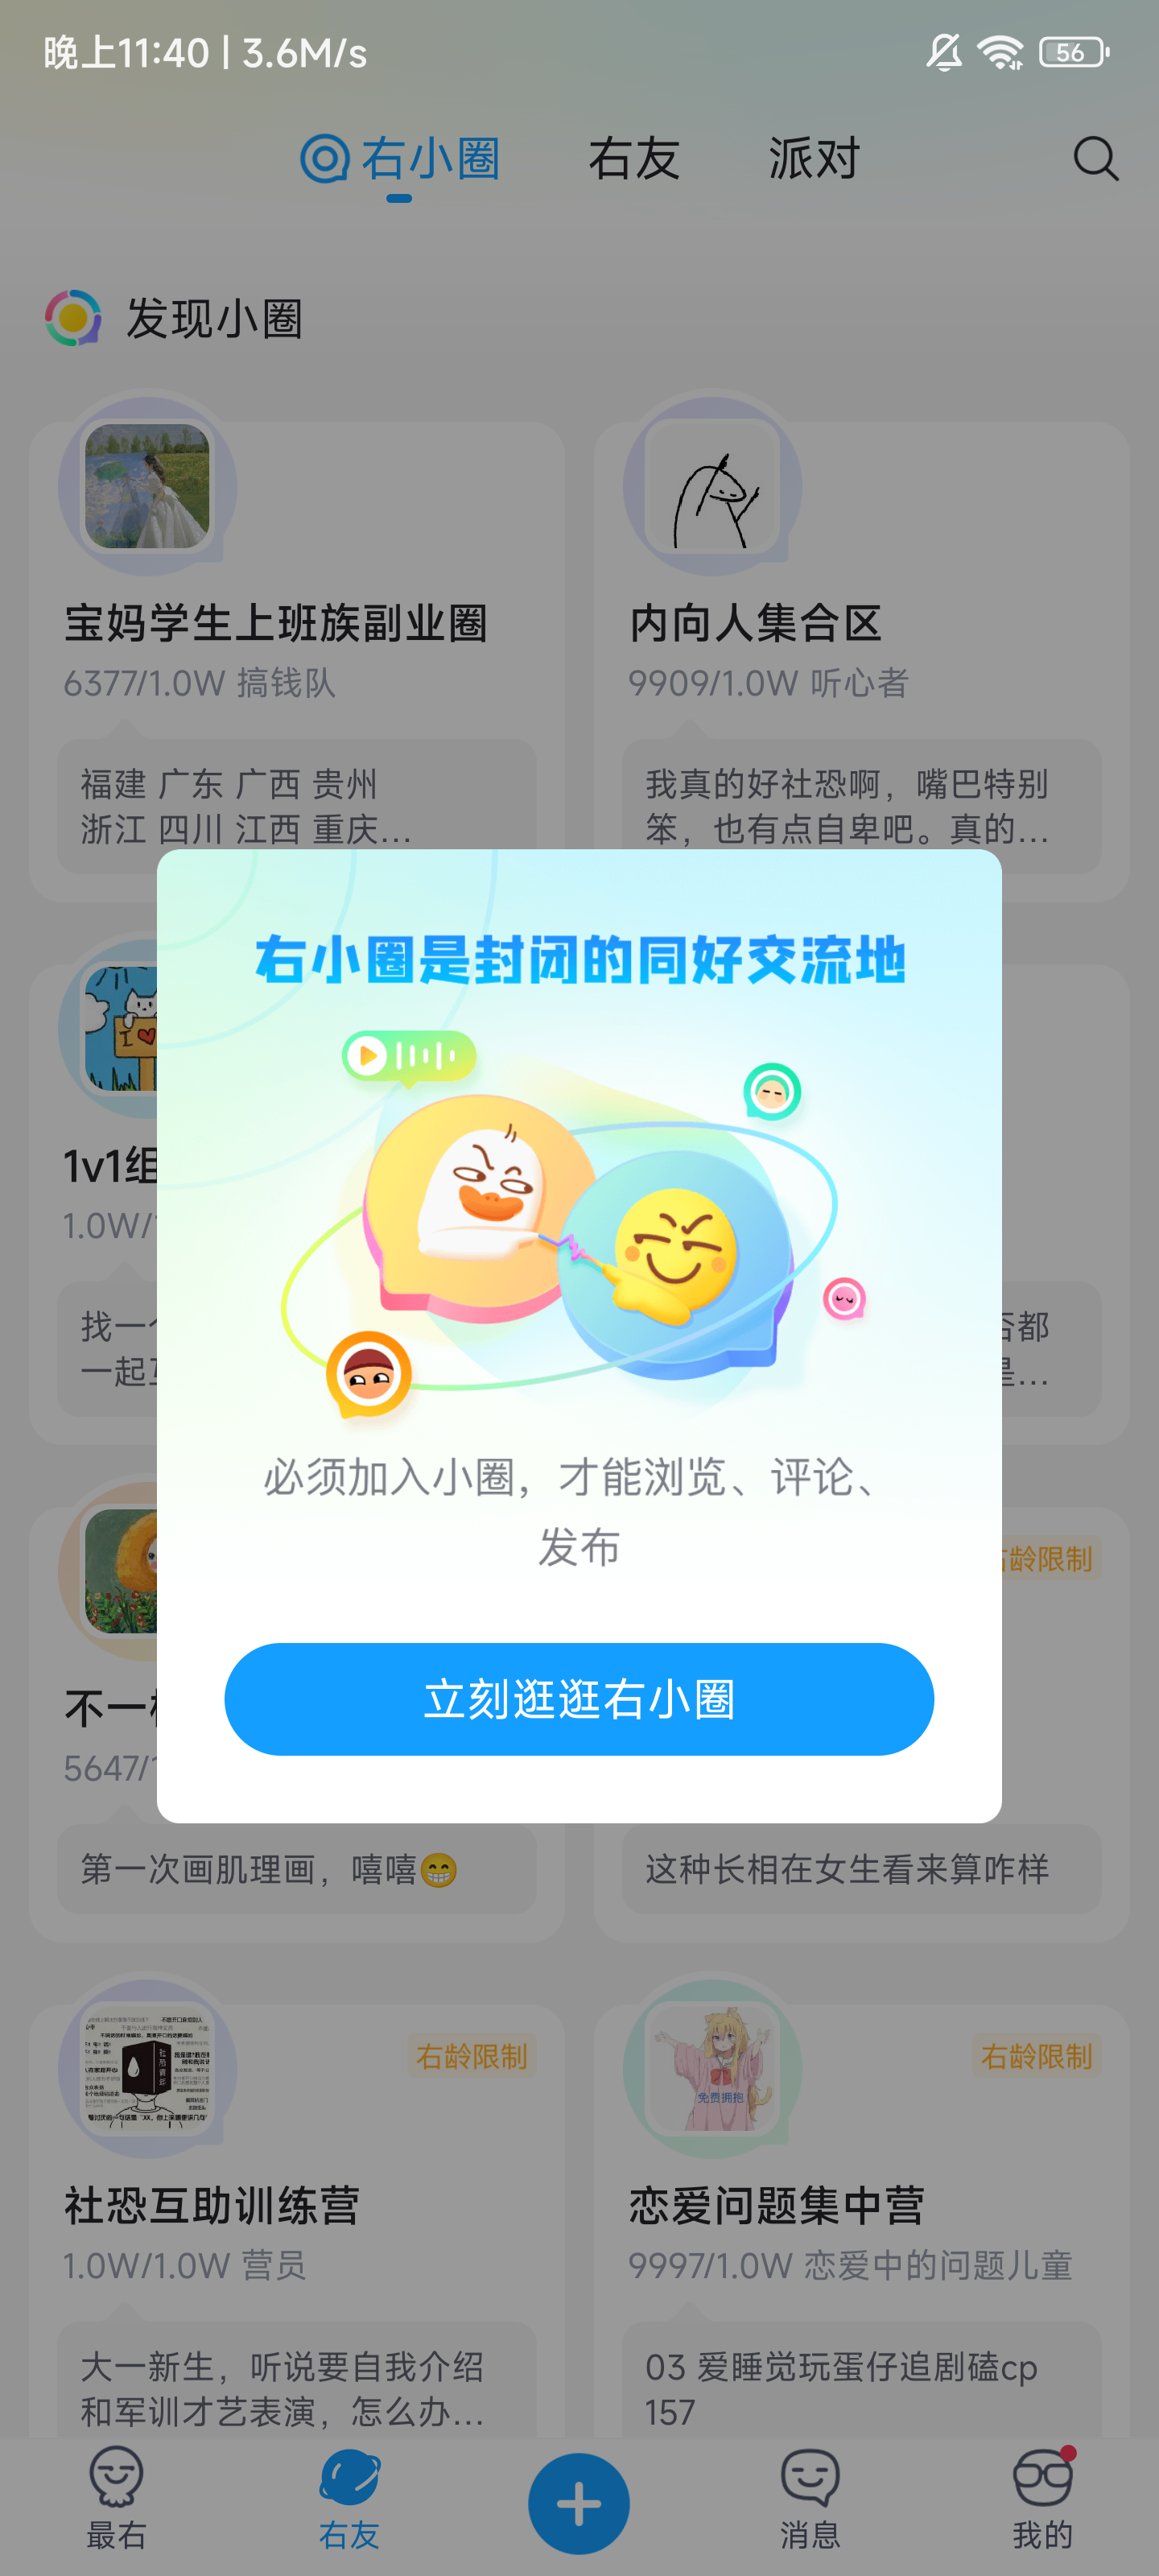 晚上11:40 | 3.6M/s
56
右小圈 右友 派对
发现小圈
宝妈学生上班族副业圈
6377/1.0W 搞钱队
福建 广东 广西 贵州
浙江 四川 江西 重庆...
内向人集合区
9909/1.0W 听心者
我真的好社恐啊，嘴巴特别
笨，也有点自卑吧。真的...
右小圈是封闭的同好交流地
必须加入小圈，才能浏览、评论、
发布
立刻逛逛右小圈
I
1v1组
1.0W/
找一个
一起
否都
是...
不一
5647/
第一次画肌理画，嘻嘻😁
右龄限制
这种长相在女生看来算咋样
右龄限制
社恐互助训练营
1.0W/1.0W 营员
大一新生，听说要自我介绍
和军训才艺表演，怎么办...
右龄限制
免费拥抱
恋爱问题集中营
9997/1.0W 恋爱中的问题儿童
03 爱睡觉玩蛋仔追剧磕cp
157
最右 右友 消息 我的